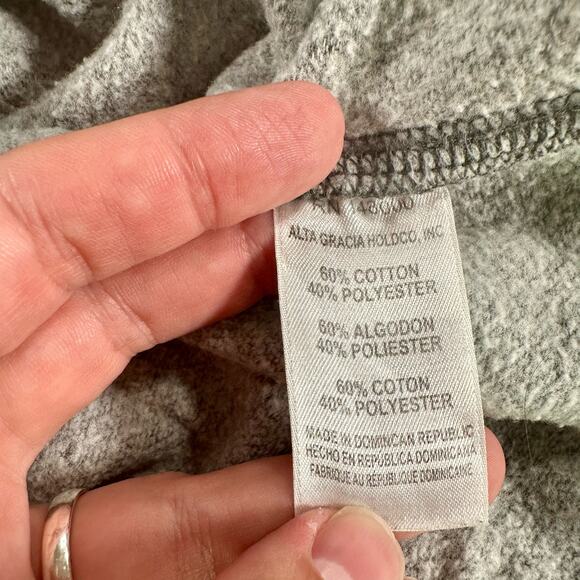 ALTA GRACIA HOLDCO, INC
60% COTTON
40% POLYESTER
60% ALGODON
40% POLIESTER
60% COTON
40% POLYESTER
MADE IN DOMINCAN REPUBLIC
HECHO EN REPUBLICA DOMINICANA
FABRIQUE AU REPUBLIQUE DOMINICAINE